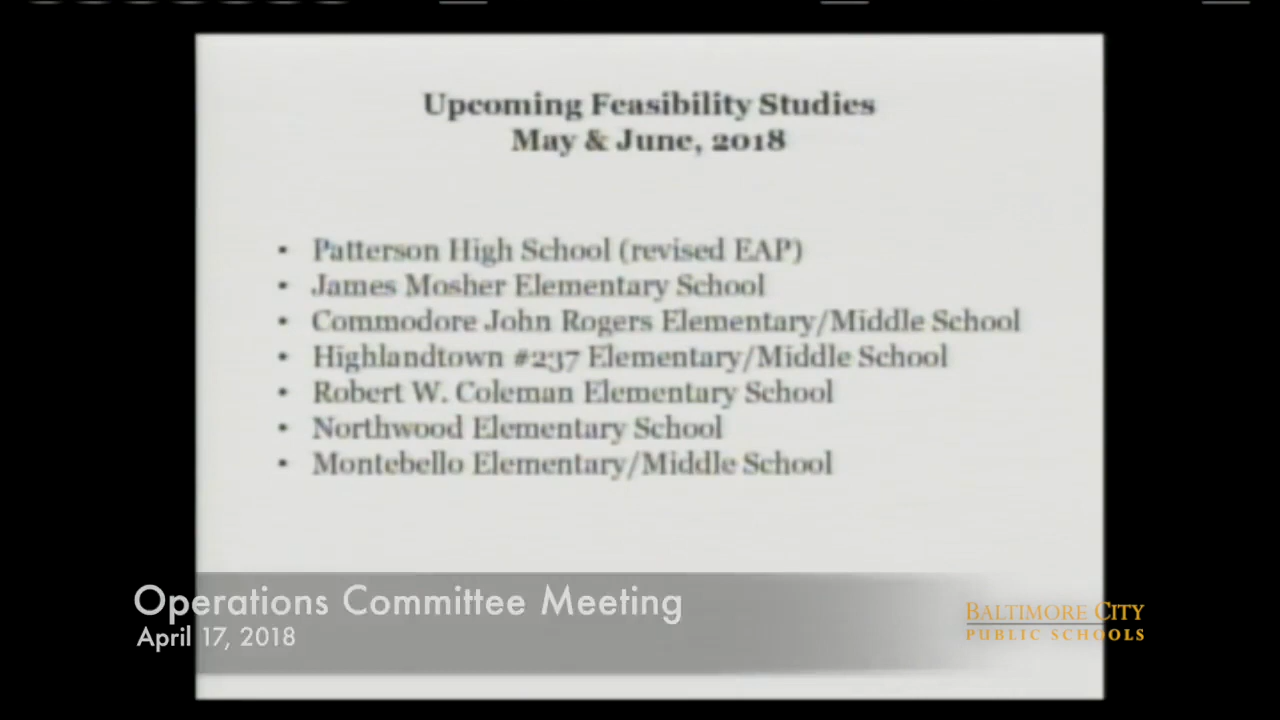 Upcoming Feasibility Studies
May & June, 2018
• Patterson High School (revised EAP)
• James Mosher Elementary School
• Commodore John Rogers Elementary/Middle School
• Highlandtown #237 Elementary/Middle School
• Robert W. Coleman Elementary School
• Northwood Elementary School
• Montebello Elementary/Middle School
Operations Committee Meeting
April 17, 2018
BALTIMORE CITY
PUBLIC SCHOOLS